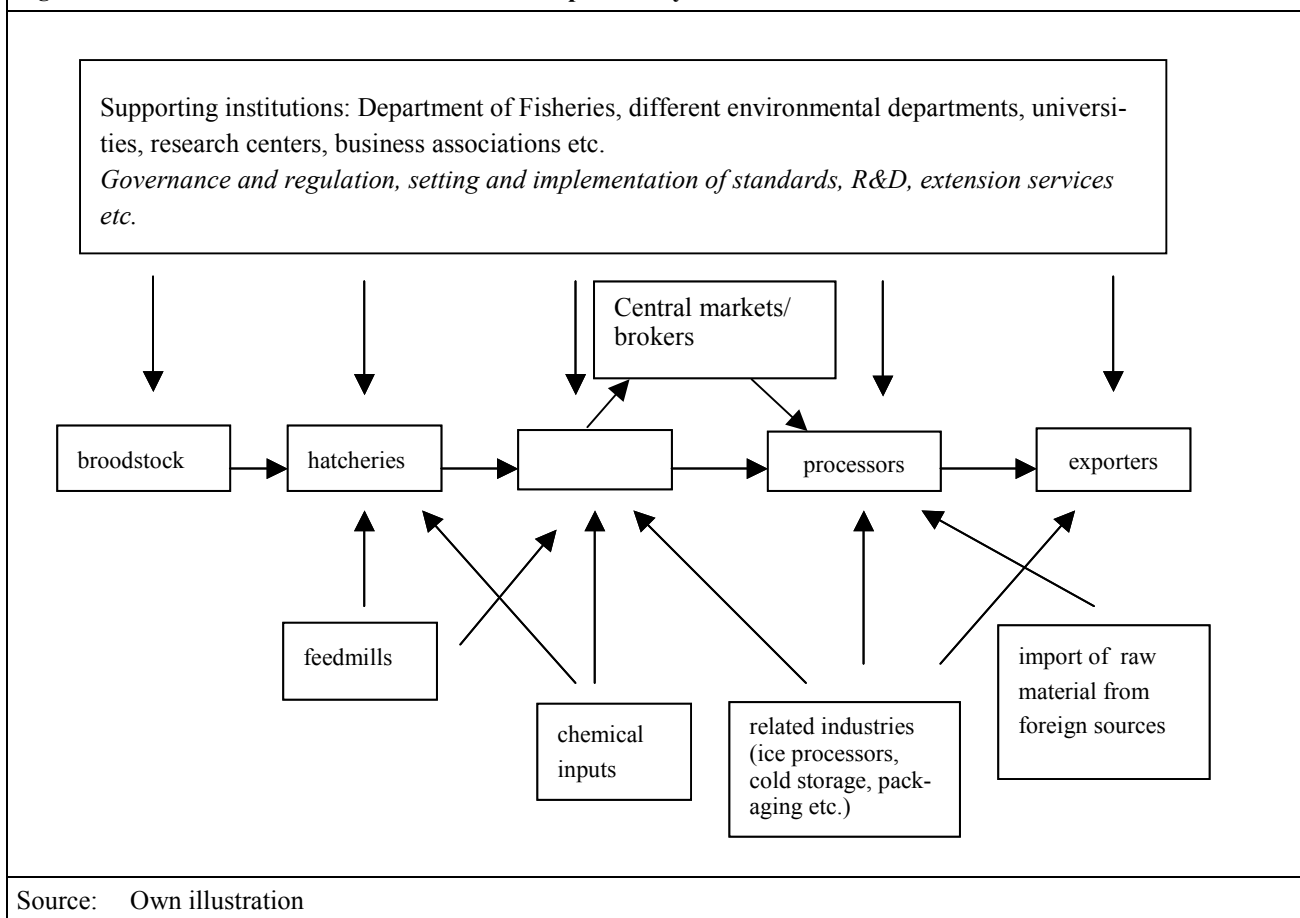 Supporting institutions: Department of Fisheries, different environmental departments, universi-
ties, research centers, business associations etc.
Governance and regulation, setting and implementation of standards, R&D, extension services
etc.
Central markets/
brokers
broodstock
hatcheries
processors
exporters
feedmills
chemical
inputs
related industries
(ice processors,
cold storage, pack-
aging etc.)
import of raw
material from
foreign sources
Source: Own illustration